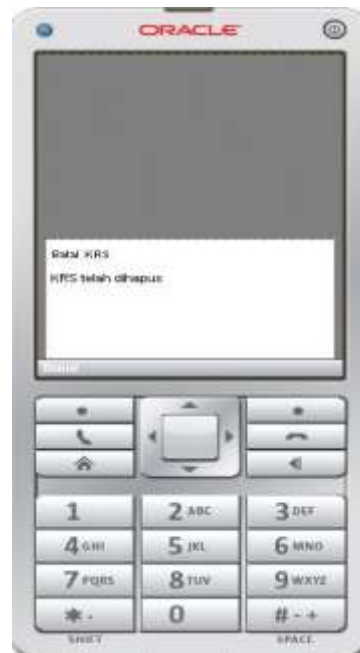 ORACLE
Batal KRS
KRS telah dihapus
Done
1
2 ABC
3 DEF
4 GHI
5 JKL
6 MNO
7 PQRS
8 TUV
9 WXYZ
* .
0
# - +
SHIFT
SPACE